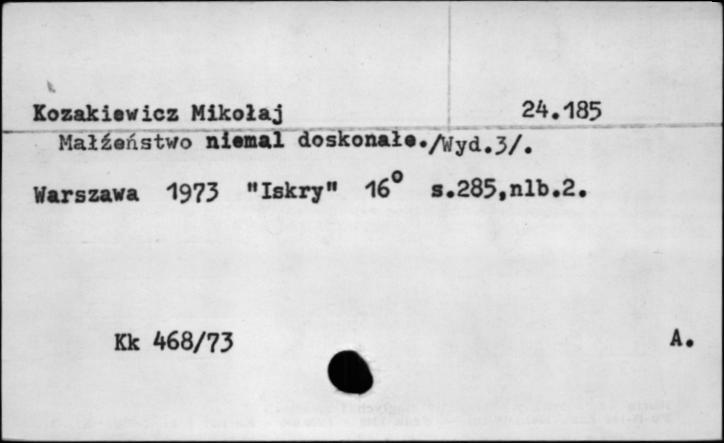 Kozakiewicz Mikołaj 24.185
Małżeństwo niemal doskonałe./Wyd.3/.
Warszawa 1973 "Iskry" 16° s.285,nlb.2.
Kk 468/73 A.